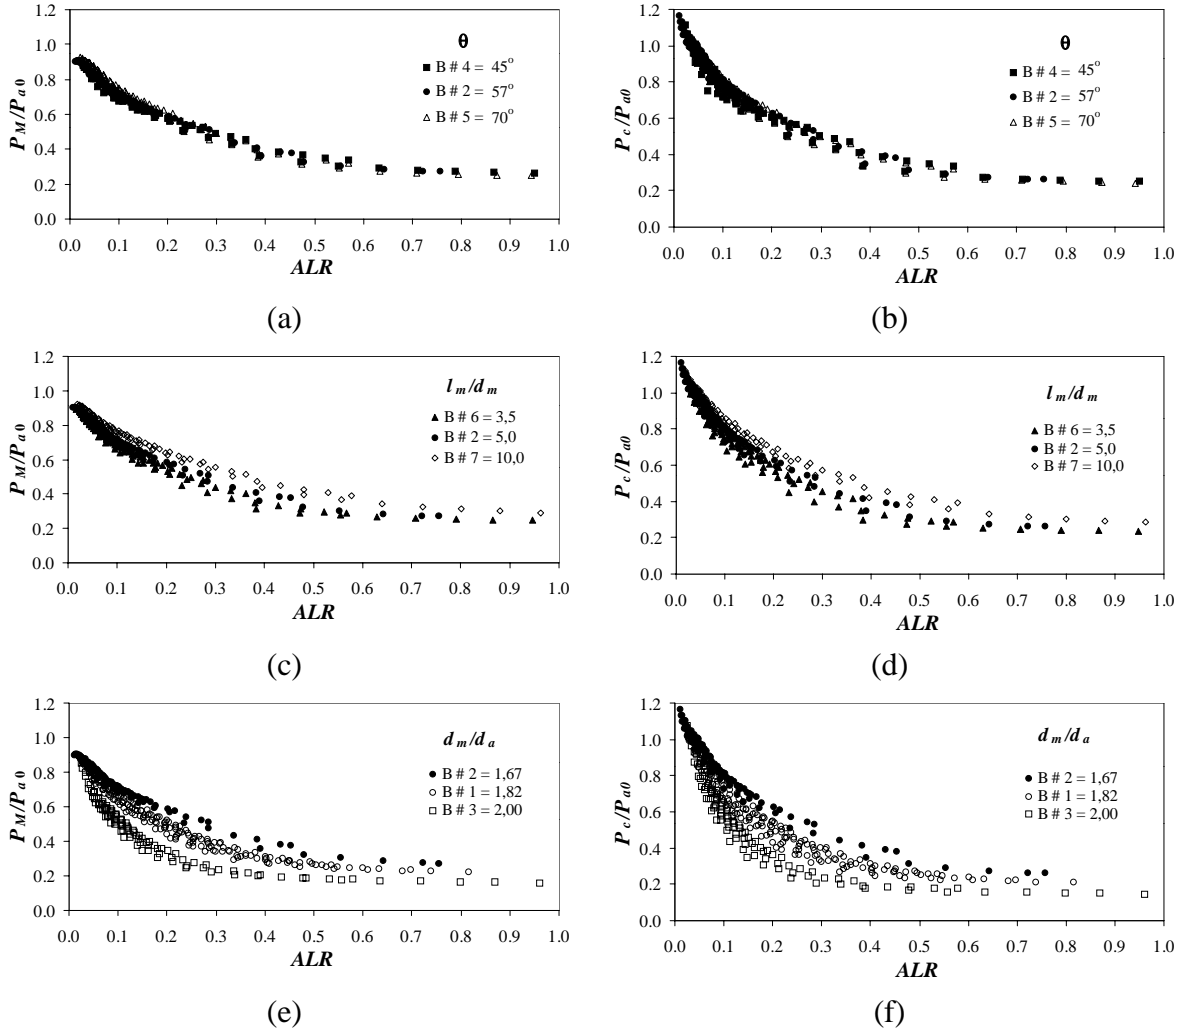 1.2
1.0
0.8
0.6
0.4
0.2
0.0
P_M/P_{a0}
θ
B # 4 = 45°
B # 2 = 57°
B # 5 = 70°
0.0 0.1 0.2 0.3 0.4 0.5 0.6 0.7 0.8 0.9 1.0
ALR
(a)
1.2
1.0
0.8
0.6
0.4
0.2
0.0
P_c/P_{a0}
θ
B # 4 = 45°
B # 2 = 57°
B # 5 = 70°
0.0 0.1 0.2 0.3 0.4 0.5 0.6 0.7 0.8 0.9 1.0
ALR
(b)
1.2
1.0
0.8
0.6
0.4
0.2
0.0
P_M/P_{a0}
l_m/d_m
B # 6 = 3,5
B # 2 = 5,0
B # 7 = 10,0
0.0 0.1 0.2 0.3 0.4 0.5 0.6 0.7 0.8 0.9 1.0
ALR
(c)
1.2
1.0
0.8
0.6
0.4
0.2
0.0
P_c/P_{a0}
l_m/d_m
B # 6 = 3,5
B # 2 = 5,0
B # 7 = 10,0
0.0 0.1 0.2 0.3 0.4 0.5 0.6 0.7 0.8 0.9 1.0
ALR
(d)
1.2
1.0
0.8
0.6
0.4
0.2
0.0
P_M/P_{a0}
d_m/d_a
B # 2 = 1,67
B # 1 = 1,82
B # 3 = 2,00
0.0 0.1 0.2 0.3 0.4 0.5 0.6 0.7 0.8 0.9 1.0
ALR
(e)
1.2
1.0
0.8
0.6
0.4
0.2
0.0
P_c/P_{a0}
d_m/d_a
B # 2 = 1,67
B # 1 = 1,82
B # 3 = 2,00
0.0 0.1 0.2 0.3 0.4 0.5 0.6 0.7 0.8 0.9 1.0
ALR
(f)